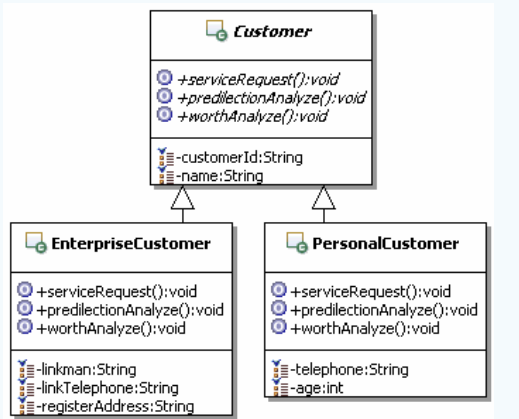 Customer
+serviceRequest():void
+predilectionAnalyze():void
+worthAnalyze():void
-customerId:String
-name:String
EnterpriseCustomer
+serviceRequest():void
+predilectionAnalyze():void
+worthAnalyze():void
-linkman:String
-linkTelephone:String
-registerAddress:String
PersonalCustomer
+serviceRequest():void
+predilectionAnalyze():void
+worthAnalyze():void
-telephone:String
-age:int